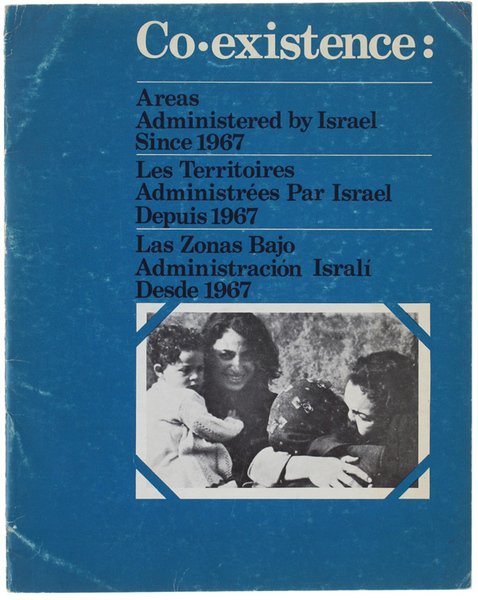 Co•existence:
Areas
Administered by Israel
Since 1967
Les Territoires
Administrées Par Israel
Depuis 1967
Las Zonas Bajo
Administración Isralí
Desde 1967